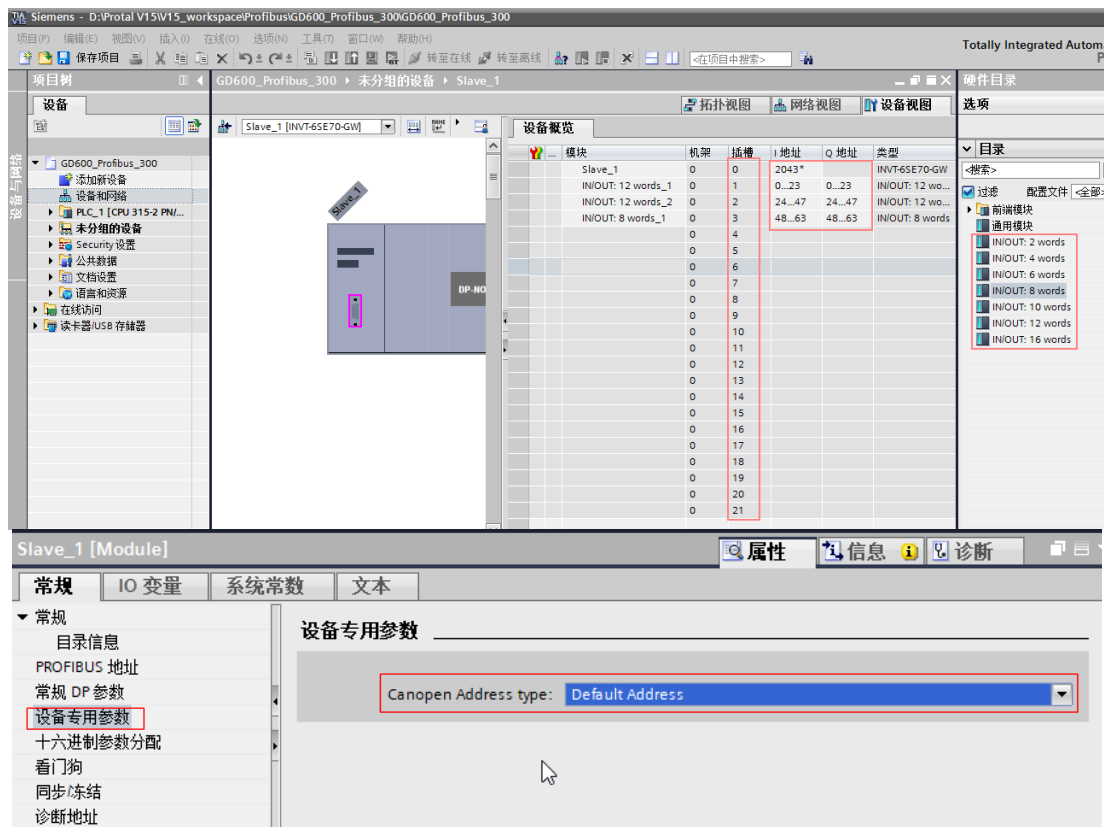 Siemens - D:\Protal V15\V15_workspace\Profibus\GD600_Profibus_300\GD600_Profibus_300
项目(P) 编辑(E) 视图(V) 插入(I) 在线(O) 选项(N) 工具(T) 窗口(W) 帮助(H)
Totally Integrated Autom
保存项目 转至在线 转至离线 <在项目中搜索>
P
项目树
GD600_Profibus_300 未分组的设备 Slave_1
硬件目录
设备
拓扑视图 网络视图 设备视图
选项
Slave_1 [INVT-6SE70-GW]
设备概览
设备与网络
GD600_Profibus_300
添加新设备
设备和网络
PLC_1 [CPU 315-2 PN/...
未分组的设备
Security 设置
公共数据
文档设置
语言和资源
在线访问
读卡器/USB 存储器
Slave_1
DP-NO
... 模块 机架 插槽 I 地址 Q 地址 类型
Slave_1 0 0 2043* INVT-6SE70-GW
IN/OUT: 12 words_1 0 1 0...23 0...23 IN/OUT: 12 wo...
IN/OUT: 12 words_2 0 2 24...47 24...47 IN/OUT: 12 wo...
IN/OUT: 8 words_1 0 3 48...63 48...63 IN/OUT: 8 words
0 4
0 5
0 6
0 7
0 8
0 9
0 10
0 11
0 12
0 13
0 14
0 15
0 16
0 17
0 18
0 19
0 20
0 21
目录
<搜索>
过滤 配置文件 <全部>
前端模块
通用模块
IN/OUT: 2 words
IN/OUT: 4 words
IN/OUT: 6 words
IN/OUT: 8 words
IN/OUT: 10 words
IN/OUT: 12 words
IN/OUT: 16 words
Slave_1 [Module]
属性 信息 诊断
常规 IO 变量 系统常数 文本
常规
目录信息
PROFIBUS 地址
常规 DP 参数
设备专用参数
十六进制参数分配
看门狗
同步/冻结
诊断地址
设备专用参数
Canopen Address type: Default Address